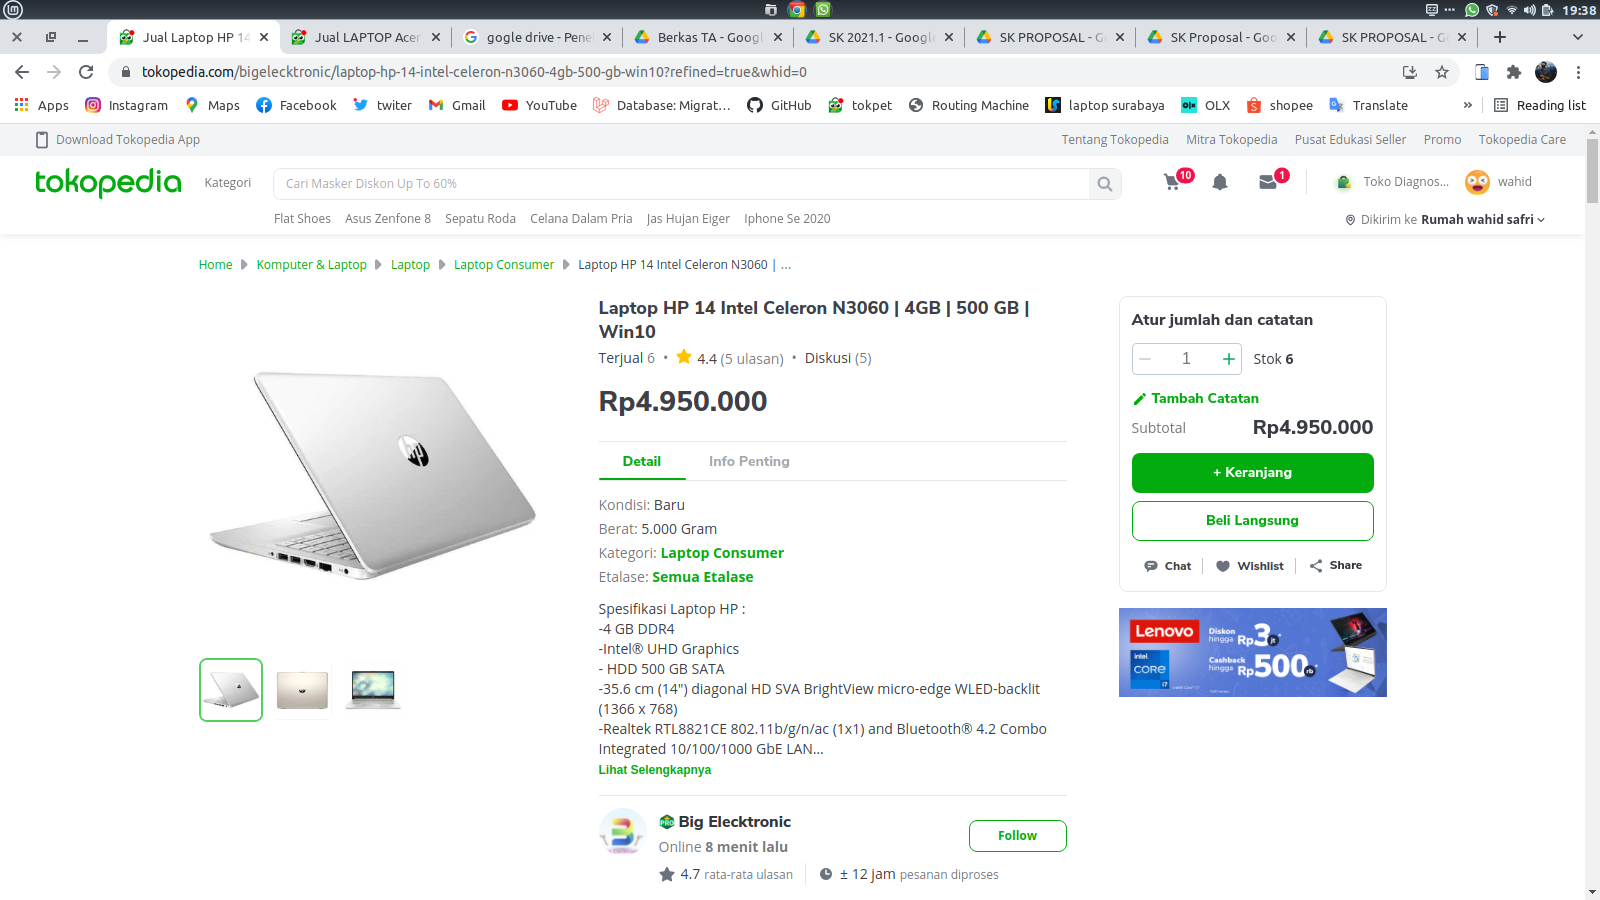 19:38
Jual Laptop HP 14
Jual LAPTOP Acer
gogle drive - Penel
Berkas TA - Googl
SK 2021.1 - Google
SK PROPOSAL - G
SK Proposal - Goo
SK PROPOSAL - G
tokopedia.com/bigelecktronic/laptop-hp-14-intel-celeron-n3060-4gb-500-gb-win10?refined=true&whid=0
Apps Instagram Maps Facebook twiter Gmail YouTube Database: Migrat... GitHub tokpet Routing Machine laptop surabaya OLX shopee Translate » Reading list
Download Tokopedia App
Tentang Tokopedia Mitra Tokopedia Pusat Edukasi Seller Promo Tokopedia Care
tokopedia
Kategori
Cari Masker Diskon Up To 60%
10
1
Toko Diagnos...
wahid
Flat Shoes Asus Zenfone 8 Sepatu Roda Celana Dalam Pria Jas Hujan Eiger Iphone Se 2020
Dikirim ke Rumah wahid safri
Home Komputer & Laptop Laptop Laptop Consumer Laptop HP 14 Intel Celeron N3060 | ...
Laptop HP 14 Intel Celeron N3060 | 4GB | 500 GB |
Win10
Terjual 6 • 4.4 (5 ulasan) • Diskusi (5)
Rp4.950.000
Detail Info Penting
Kondisi: Baru
Berat: 5.000 Gram
Kategori: Laptop Consumer
Etalase: Semua Etalase
Spesifikasi Laptop HP :
-4 GB DDR4
-Intel® UHD Graphics
- HDD 500 GB SATA
-35.6 cm (14") diagonal HD SVA BrightView micro-edge WLED-backlit
(1366 x 768)
-Realtek RTL8821CE 802.11b/g/n/ac (1x1) and Bluetooth® 4.2 Combo
Integrated 10/100/1000 GbE LAN...
Lihat Selengkapnya
PRO Big Elecktronic
Online 8 menit lalu
Follow
4.7 rata-rata ulasan
± 12 jam pesanan diproses
Atur jumlah dan catatan
1
Stok 6
Tambah Catatan
Subtotal Rp4.950.000
+ Keranjang
Beli Langsung
Chat Wishlist Share
Lenovo
Diskon
hingga
Rp3 jt
intel
CORE
i7
Cashback
hingga
Rp500 rb